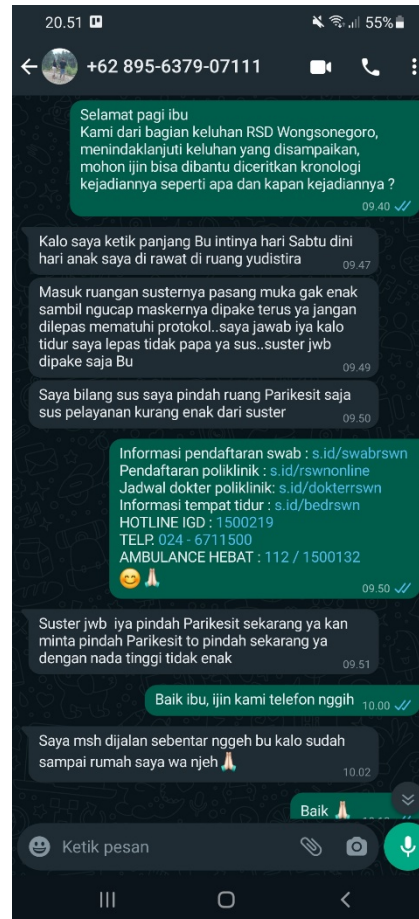 20.51
55%
+62 895-6379-07111
Selamat pagi ibu
Kami dari bagian keluhan RSD Wongsonegoro,
menindaklanjuti keluhan yang disampaikan,
mohon ijin bisa dibantu diceritkan kronologi
kejadiannya seperti apa dan kapan kejadiannya ?
09.40
Kalo saya ketik panjang Bu intinya hari Sabtu dini
hari anak saya di rawat di ruang yudistira
09.47
Masuk ruangan susternya pasang muka gak enak
sambil ngucap maskernya dipake terus ya jangan
dilepas mematuhi protokol..saya jawab iya kalo
tidur saya lepas tidak papa ya sus..suster jwb
dipake saja Bu
09.49
Saya bilang sus saya pindah ruang Parikesit saja
sus pelayanan kurang enak dari suster
09.50
Informasi pendaftaran swab : s.id/swabrswn
Pendaftaran poliklinik : s.id/rswnonline
Jadwal dokter poliklinik: s.id/dokterrswn
Informasi tempat tidur : s.id/bedrswn
HOTLINE IGD : 1500219
TELP. 024 - 6711500
AMBULANCE HEBAT : 112 / 1500132
😊🙏🏻
09.50
Suster jwb iya pindah Parikesit sekarang ya kan
minta pindah Parikesit to pindah sekarang ya
dengan nada tinggi tidak enak
09.51
Baik ibu, ijin kami telefon nggih
10.00
Saya msh dijalan sebentar nggeh bu kalo sudah
sampai rumah saya wa njeh🙏🏻
10.02
Baik 🙏🏻
Ketik pesan